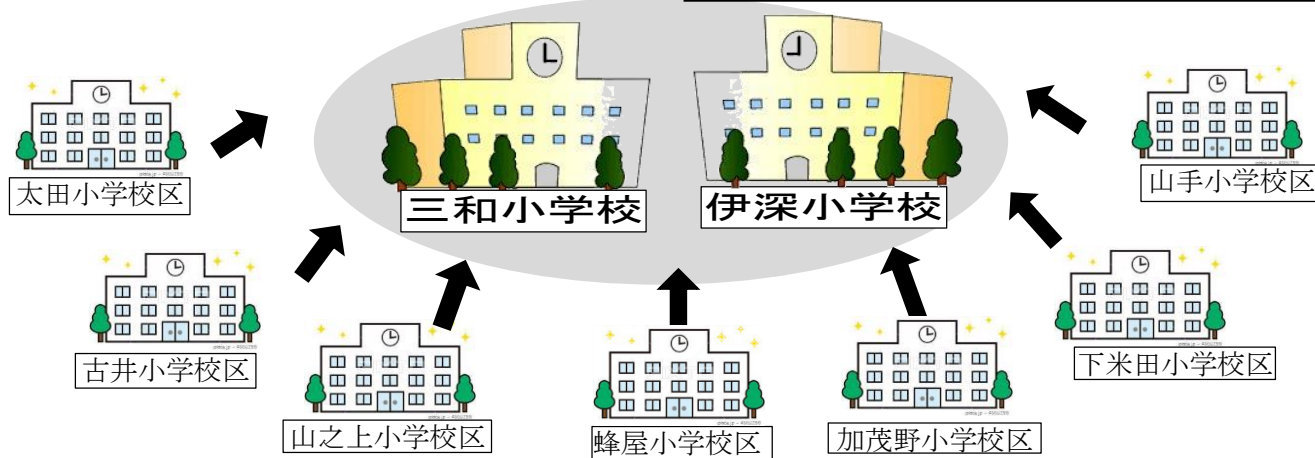 三和小学校
伊深小学校
太田小学校区
山手小学校区
古井小学校区
下米田小学校区
山之上小学校区
蜂屋小学校区
加茂野小学校区